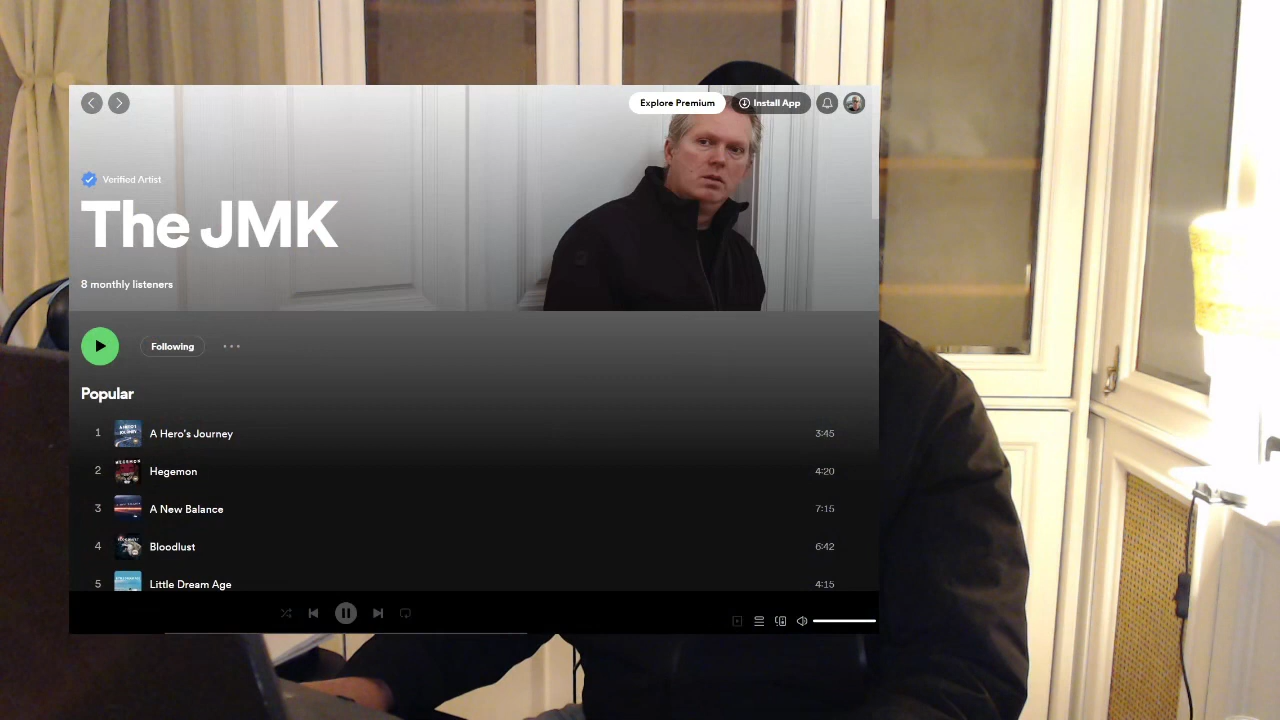 Explore Premium
Install App
Verified Artist
The JMK
8 monthly listeners
Following
Popular
1 A Hero's Journey 3:45
2 Hegemon 4:20
3 A New Balance 7:15
4 Bloodlust 6:42
5 Little Dream Age 4:15